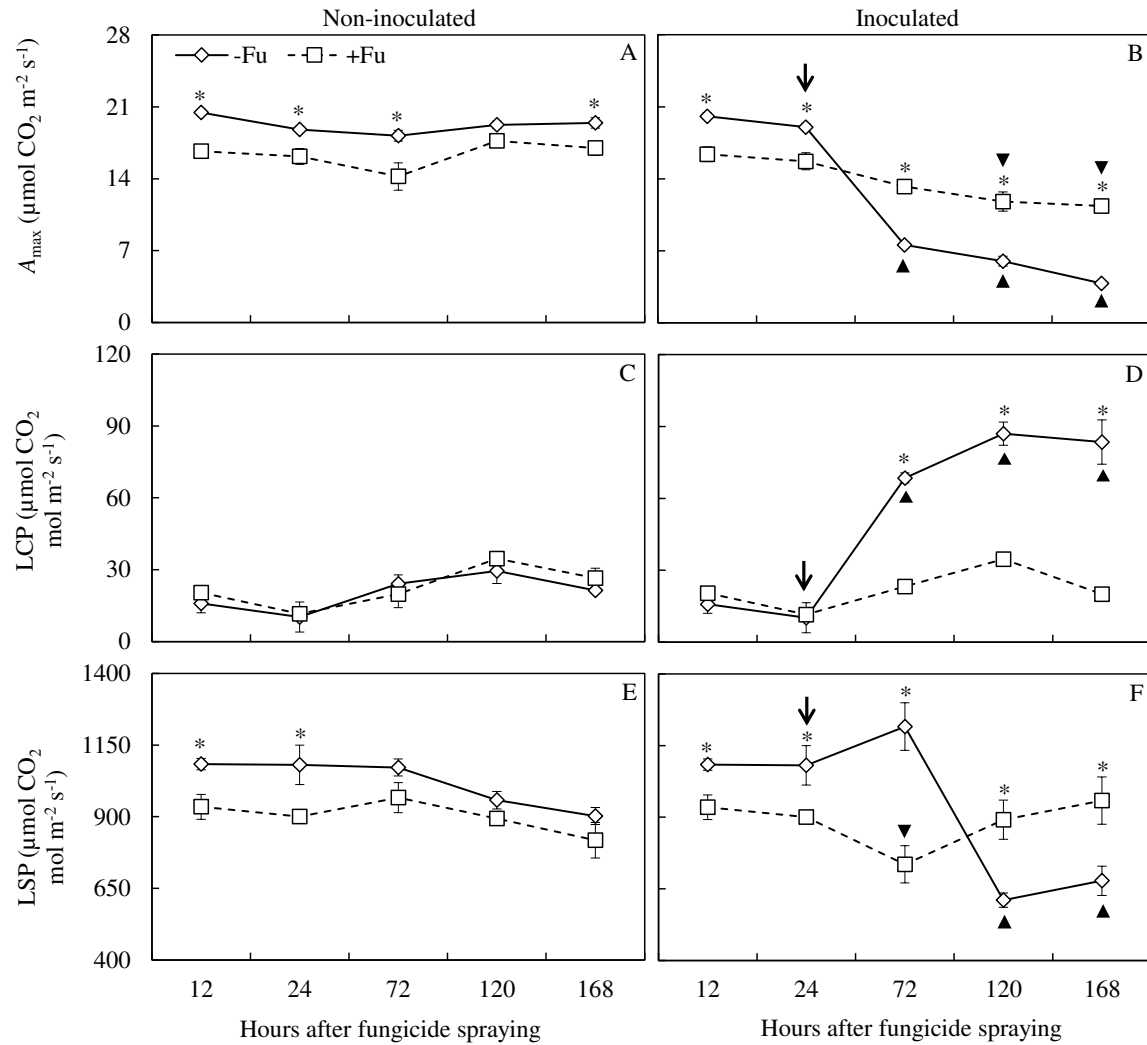 Non-inoculated
Inoculated
A_max (μmol CO₂ m⁻² s⁻¹)
28
21
14
7
0
-Fu
+Fu
A
* * * *
B
* * * * *
LCP (μmol CO₂
mol m⁻² s⁻¹)
120
90
60
30
0
C
D
* * *
LSP (μmol CO₂
mol m⁻² s⁻¹)
1400
1150
900
650
400
E
* *
F
* * * * *
12 24 72 120 168
12 24 72 120 168
Hours after fungicide spraying
Hours after fungicide spraying